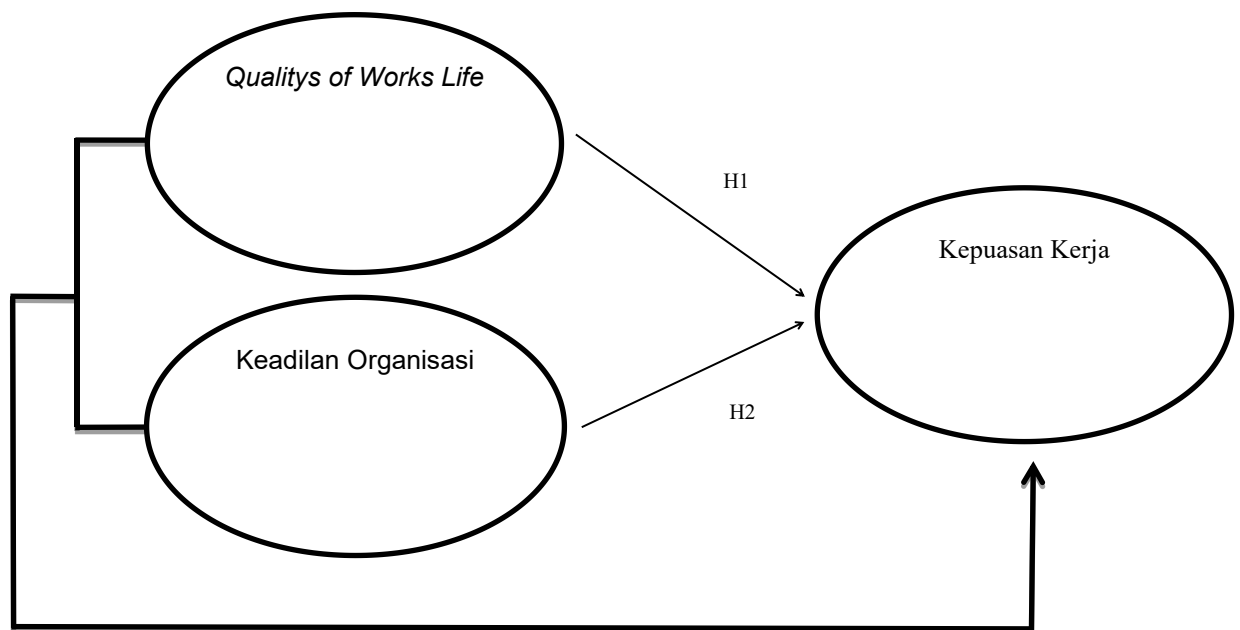 Qualitys of Works Life
H1
Kepuasan Kerja
Keadilan Organisasi
H2